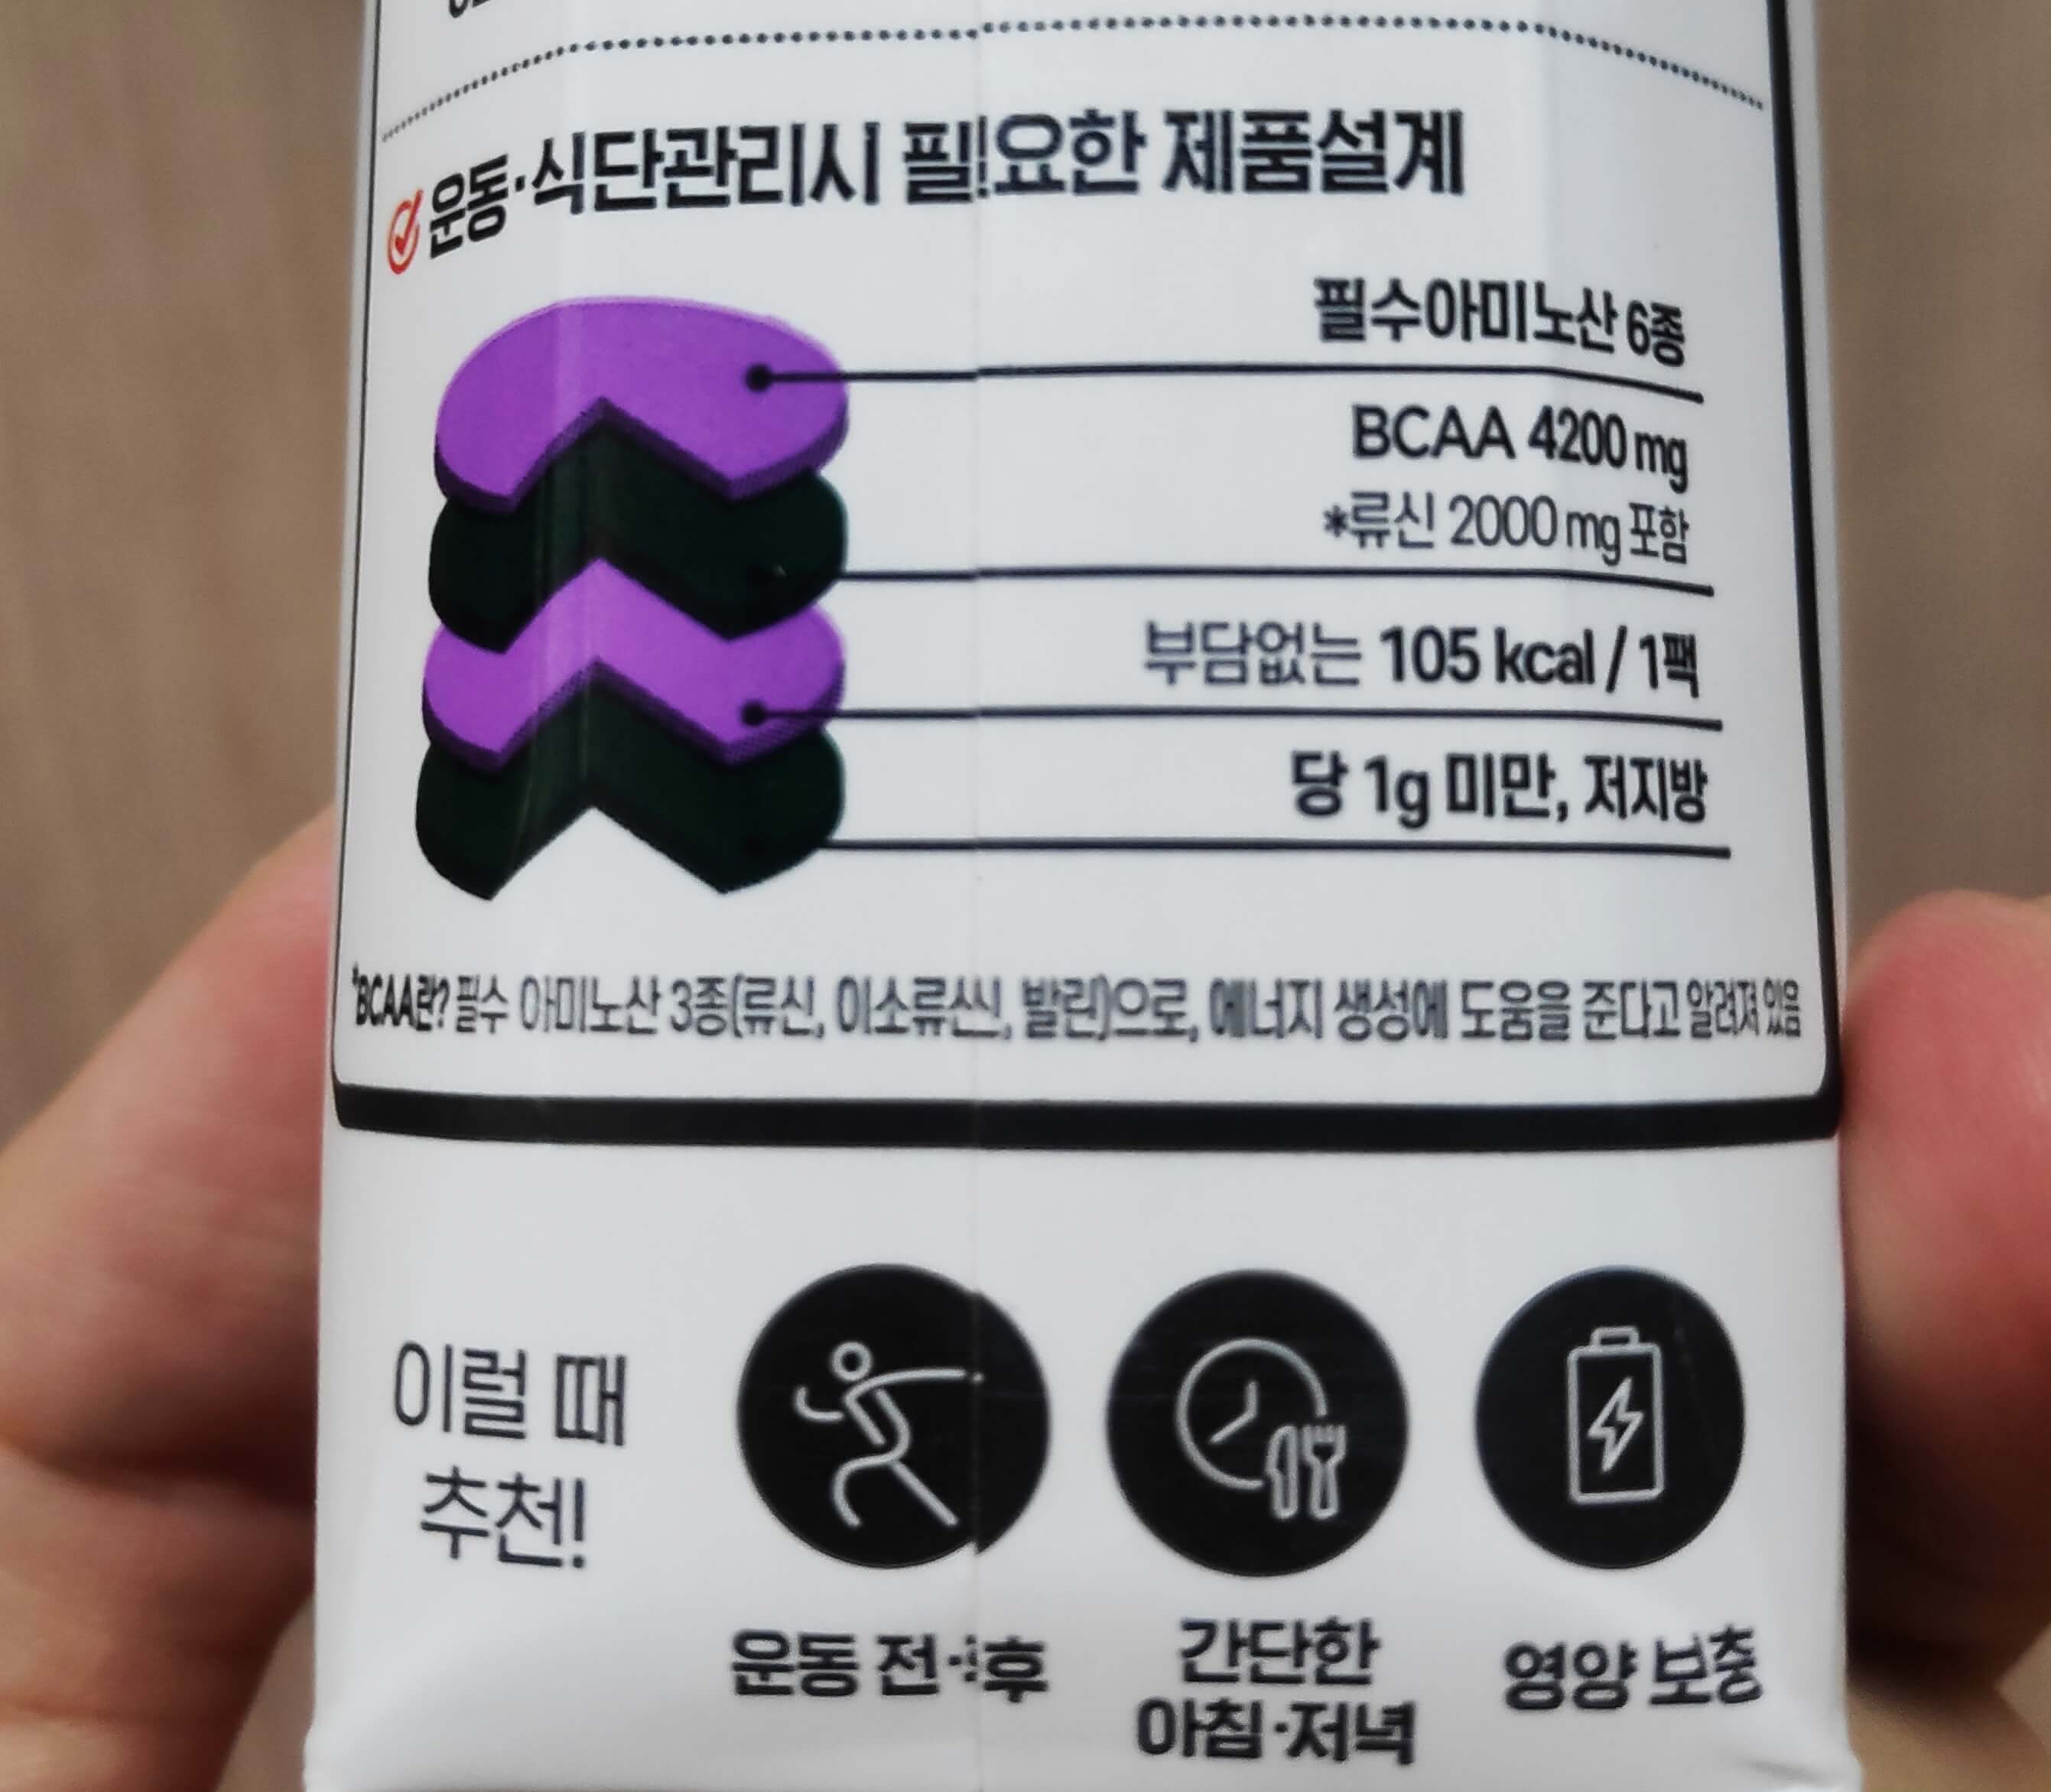 운동·식단관리시 필요한 제품설계
필수아미노산 6종
BCAA 4200mg
*류신 2000mg 포함
부담없는 105 kcal / 1팩
당 1g 미만, 저지방
*BCAA란? 필수 아미노산 3종(류신, 이소류신, 발린)으로, 에너지 생성에 도움을 준다고 알려져 있음
이럴 때
추천!
운동 전·후
간단한
아침·저녁
영양 보충